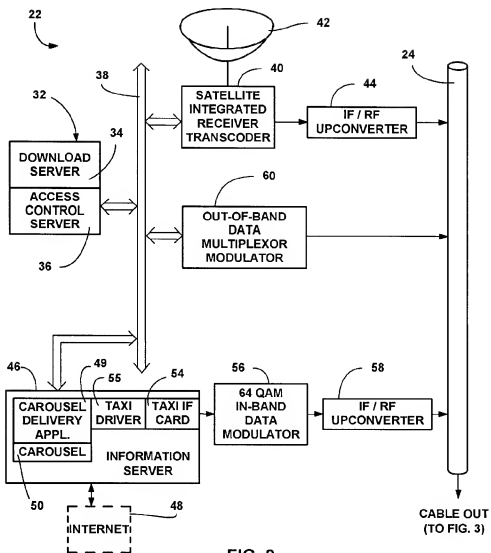 22
42
38
40
24
44
SATELLITE
INTEGRATED
RECEIVER
TRANSCODER
IF / RF
UPCONVERTER
32
34
DOWNLOAD
SERVER
ACCESS
CONTROL
SERVER
36
60
OUT-OF-BAND
DATA
MULTIPLEXOR
MODULATOR
46
49
55
54
56
58
CAROUSEL
DELIVERY
APPL.
TAXI
DRIVER
TAXI IF
CARD
64 QAM
IN-BAND
DATA
MODULATOR
IF / RF
UPCONVERTER
CAROUSEL
INFORMATION
SERVER
50
INTERNET
48
CABLE OUT
(TO FIG. 3)